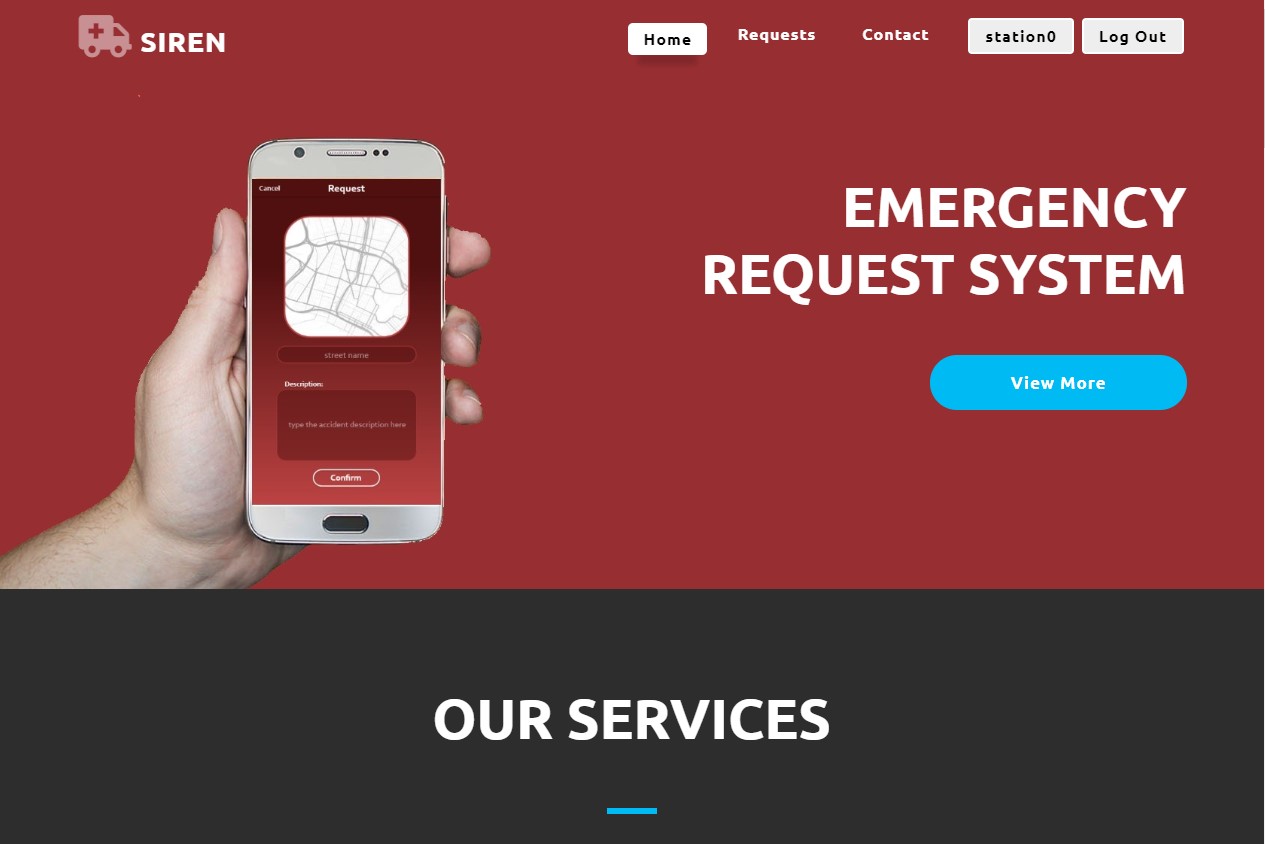 SIREN
Home
Requests
Contact
station0
Log Out
EMERGENCY
REQUEST SYSTEM
View More
Cancel
Request
street name
Description:
type the accident description here
Confirm
OUR SERVICES